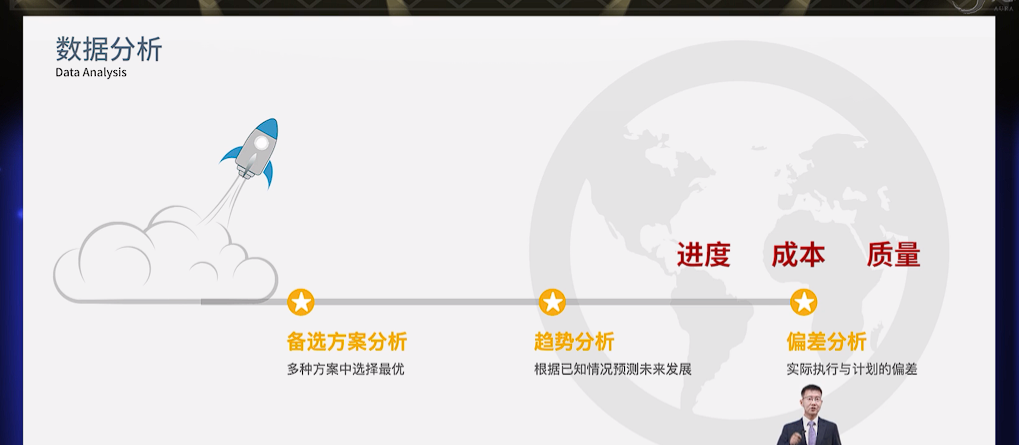 数据分析
Data Analysis
进度 成本 质量
备选方案分析 趋势分析 偏差分析
多种方案中选择最优 根据已知情况预测未来发展 实际执行与计划的偏差